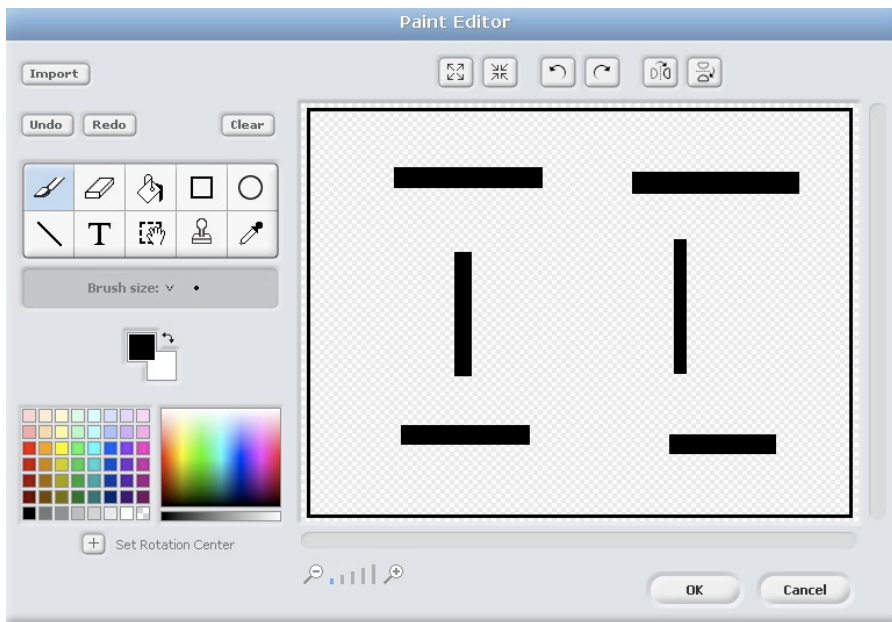 Paint Editor
Import
Undo Redo Clear
T
Brush size:
Set Rotation Center
OK Cancel